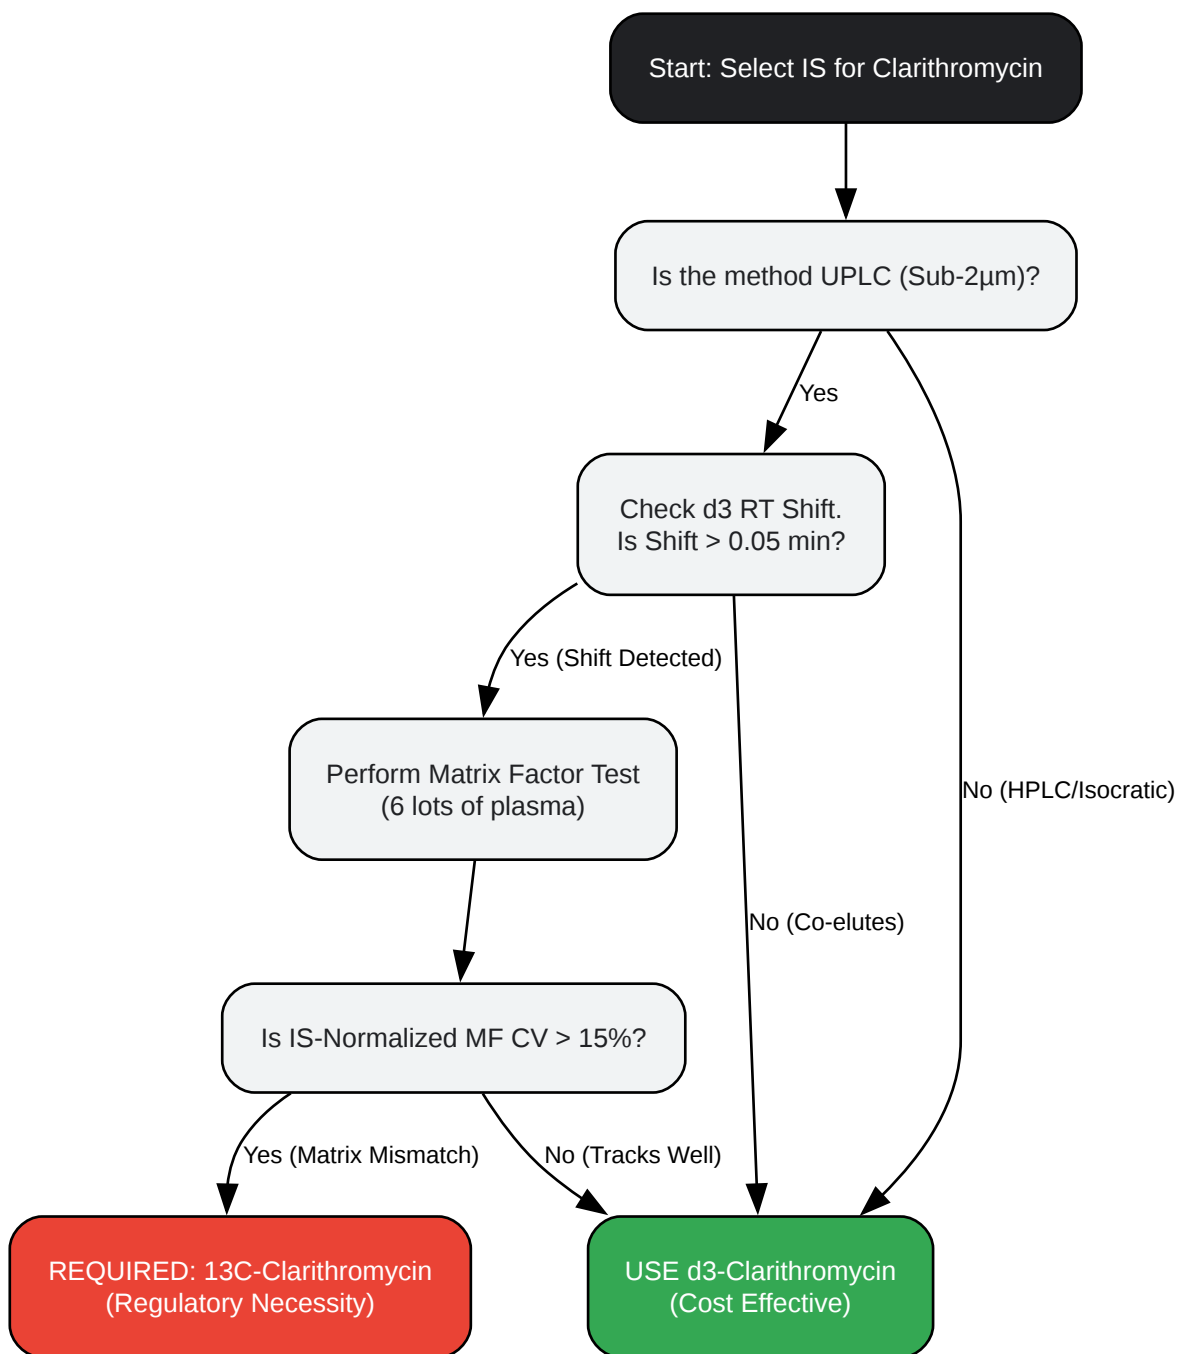 Start: Select IS for Clarithromycin
Is the method UPLC (Sub-2µm)?
Yes
Check d3 RT Shift.
Is Shift > 0.05 min?
Yes (Shift Detected)
Perform Matrix Factor Test
(6 lots of plasma)
No (HPLC/Isocratic)
No (Co-elutes)
Is IS-Normalized MF CV > 15%?
Yes (Matrix Mismatch)
No (Tracks Well)
REQUIRED: 13C-Clarithromycin
(Regulatory Necessity)
USE d3-Clarithromycin
(Cost Effective)